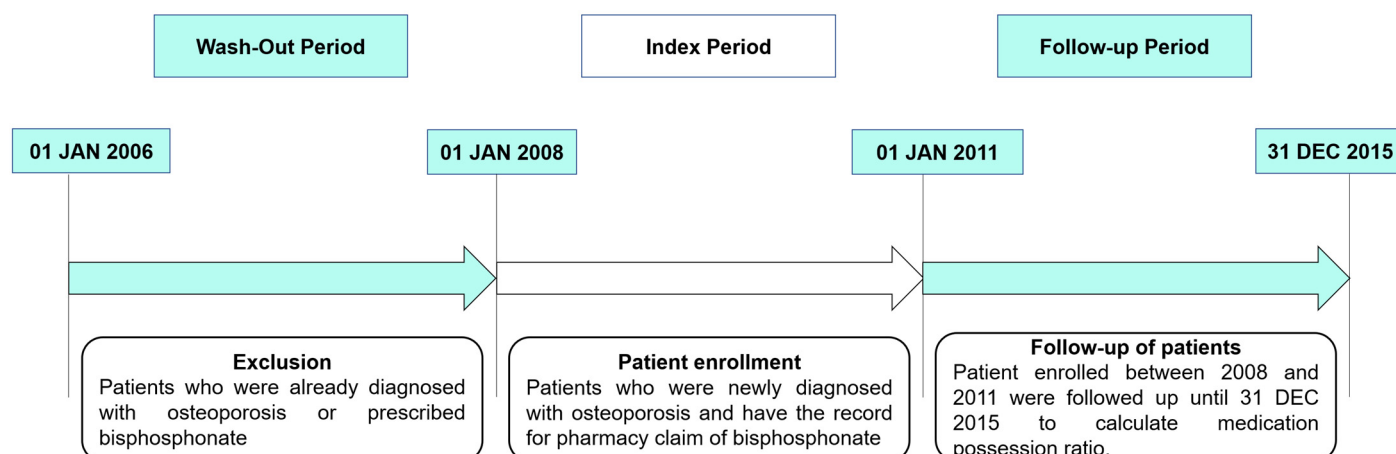 Wash-Out Period
Index Period
Follow-up Period
01 JAN 2006
01 JAN 2008
01 JAN 2011
31 DEC 2015
Exclusion
Patients who were already diagnosed
with osteoporosis or prescribed
bisphosphonate
Patient enrollment
Patients who were newly diagnosed
with osteoporosis and have the record
for pharmacy claim of bisphosphonate
Follow-up of patients
Patient enrolled between 2008 and
2011 were followed up until 31 DEC
2015 to calculate medication
possession ratio.